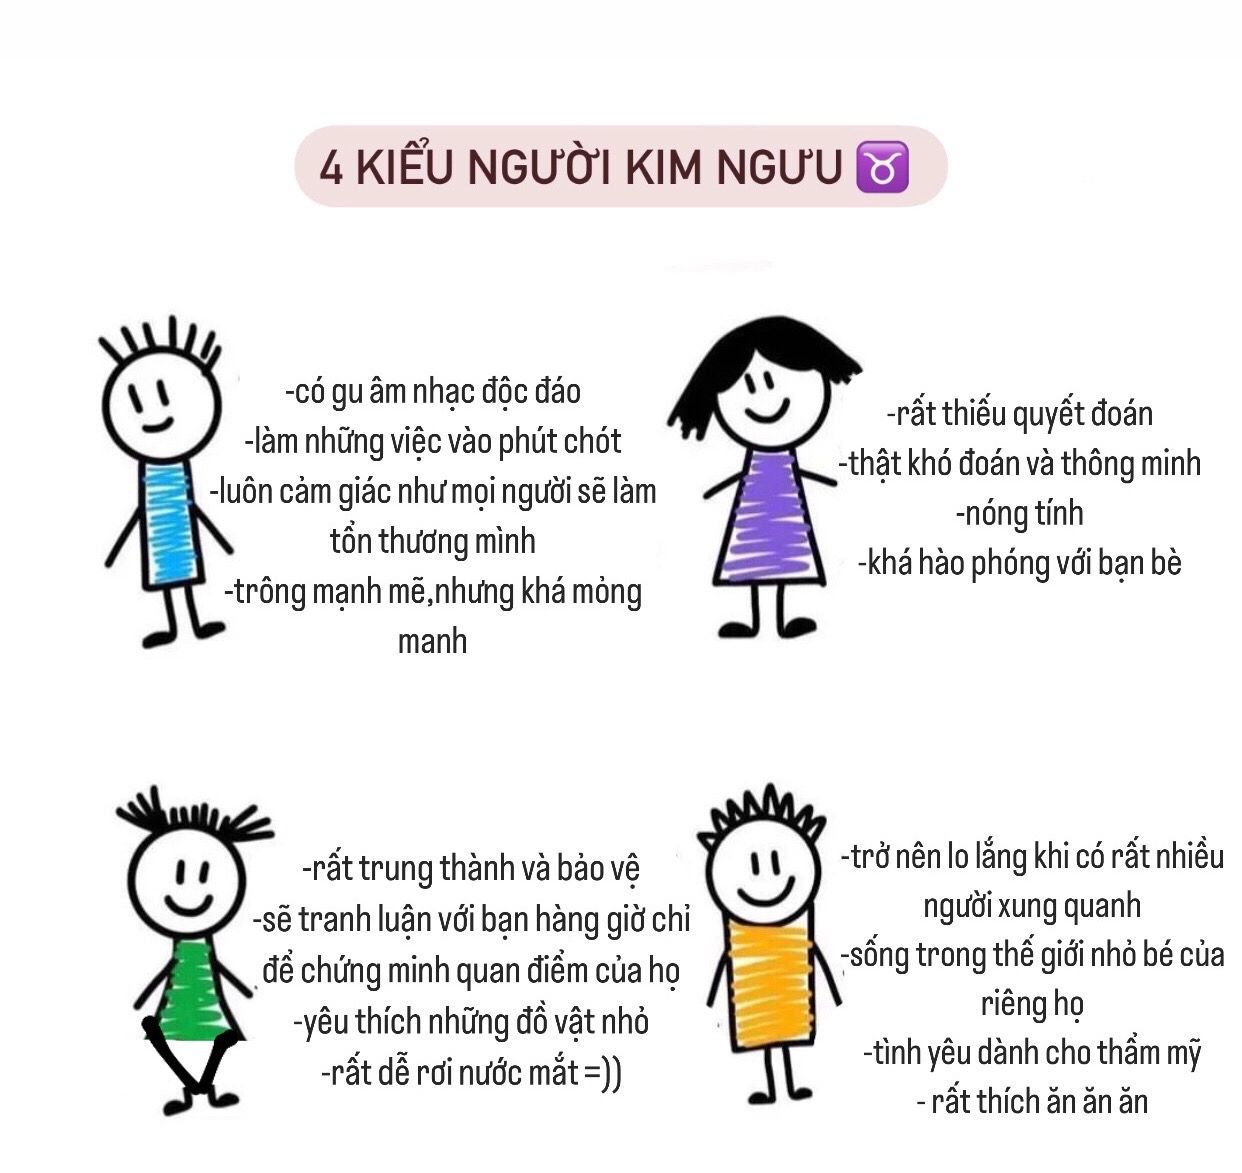 4 KIỂU NGƯỜI KIM NGƯU ♉
-có gu âm nhạc độc đáo
-làm những việc vào phút chót
-luôn cảm giác như mọi người sẽ làm
tổn thương mình
-trông mạnh mẽ,nhưng khá mỏng
manh
-rất thiếu quyết đoán
-thật khó đoán và thông minh
-nóng tính
-khá hào phóng với bạn bè
-rất trung thành và bảo vệ
-sẽ tranh luận với bạn hàng giờ chỉ
để chứng minh quan điểm của họ
-yêu thích những đồ vật nhỏ
-rất dễ rơi nước mắt =))
-trở nên lo lắng khi có rất nhiều
người xung quanh
-sống trong thế giới nhỏ bé của
riêng họ
-tình yêu dành cho thẩm mỹ
- rất thích ăn ăn ăn